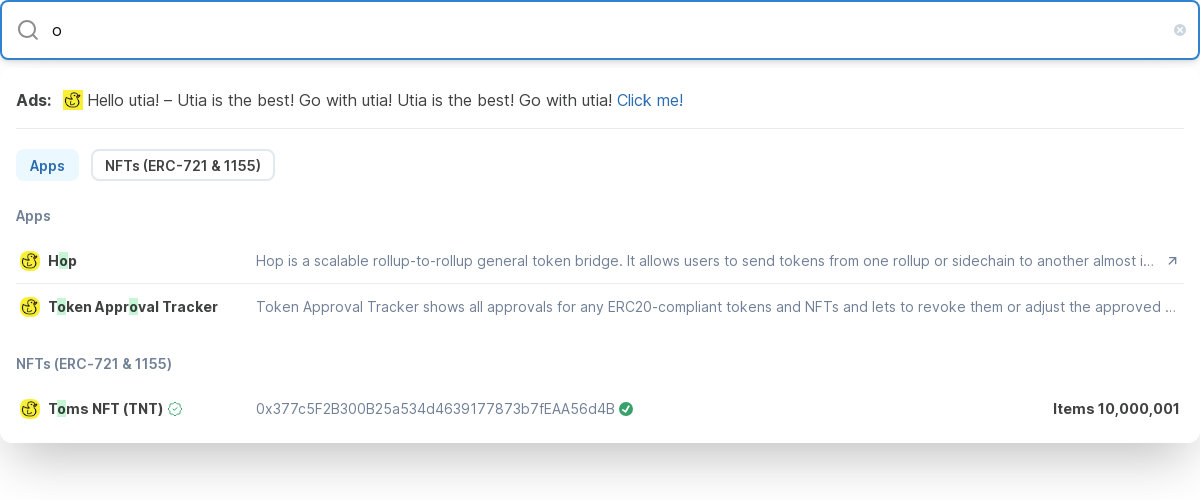 o
Ads: Hello utia! – Utia is the best! Go with utia! Utia is the best! Go with utia! Click me!
Apps NFTs (ERC-721 & 1155)
Apps
Hop Hop is a scalable rollup-to-rollup general token bridge. It allows users to send tokens from one rollup or sidechain to another almost i...
Token Approval Tracker Token Approval Tracker shows all approvals for any ERC20-compliant tokens and NFTs and lets to revoke them or adjust the approved ...
NFTs (ERC-721 & 1155)
Toms NFT (TNT) 0x377c5F2B300B25a534d4639177873b7fEAA56d4B Items 10,000,001